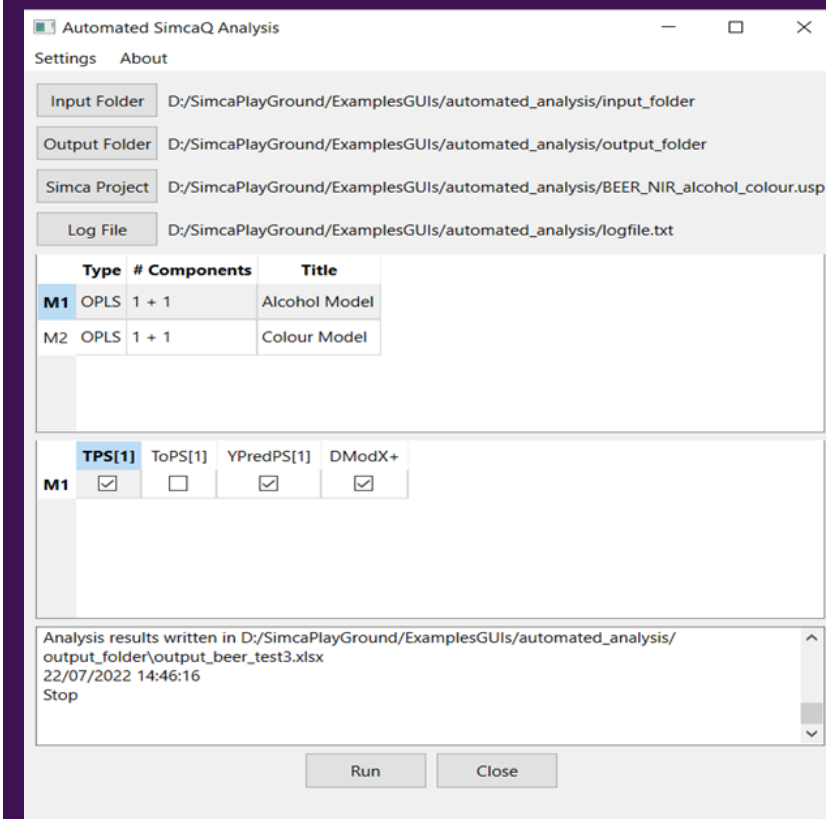 Automated SimcaQ Analysis
Settings About
Input Folder D:/SimcaPlayGround/ExamplesGUIs/automated_analysis/input_folder
Output Folder D:/SimcaPlayGround/ExamplesGUIs/automated_analysis/output_folder
Simca Project D:/SimcaPlayGround/ExamplesGUIs/automated_analysis/BEER_NIR_alcohol_colour.usp
Log File D:/SimcaPlayGround/ExamplesGUIs/automated_analysis/logfile.txt
Type # Components Title
M1 OPLS 1 + 1 Alcohol Model
M2 OPLS 1 + 1 Colour Model
TPS[1] ToPS[1] YPredPS[1] DModX+
M1
Analysis results written in D:/SimcaPlayGround/ExamplesGUIs/automated_analysis/
output_folder\output_beer_test3.xlsx
22/07/2022 14:46:16
Stop
Run Close